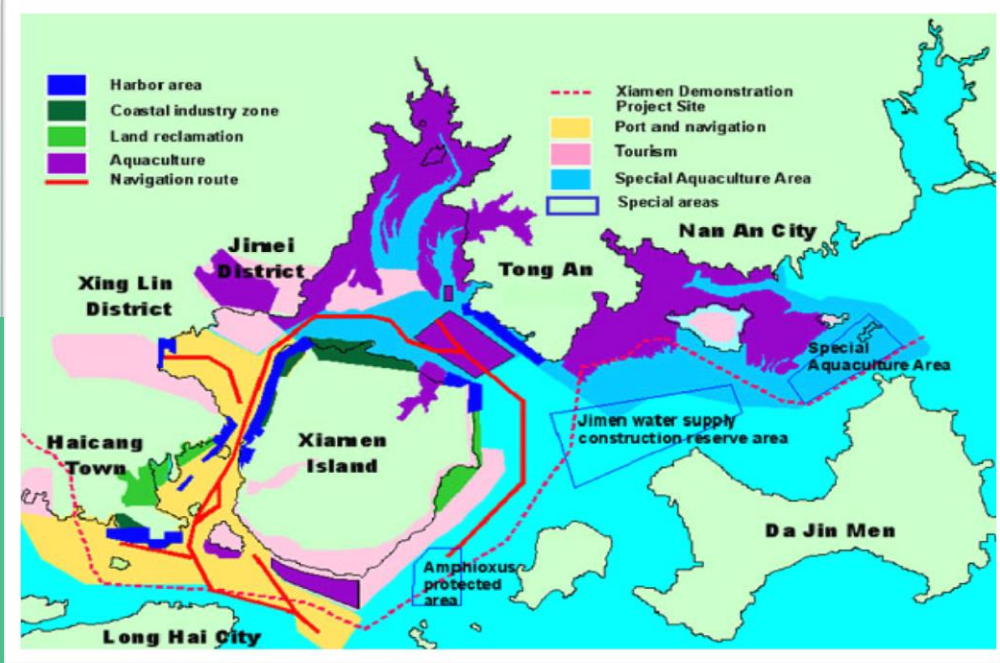 Harbor area
Coastal industry zone
Land reclamation
Aquaculture
Navigation route
Xiamen Demonstration
Project Site
Port and navigation
Tourism
Special Aquaculture Area
Special areas
Jimei
District
Xing Lin
District
Tong An
Nan An City
Special
Aquaculture Area
Jimen water supply
construction reserve area
Haicang
Town
Xiamen
Island
Da Jin Men
Amphioxus
protected
area
Long Hai City